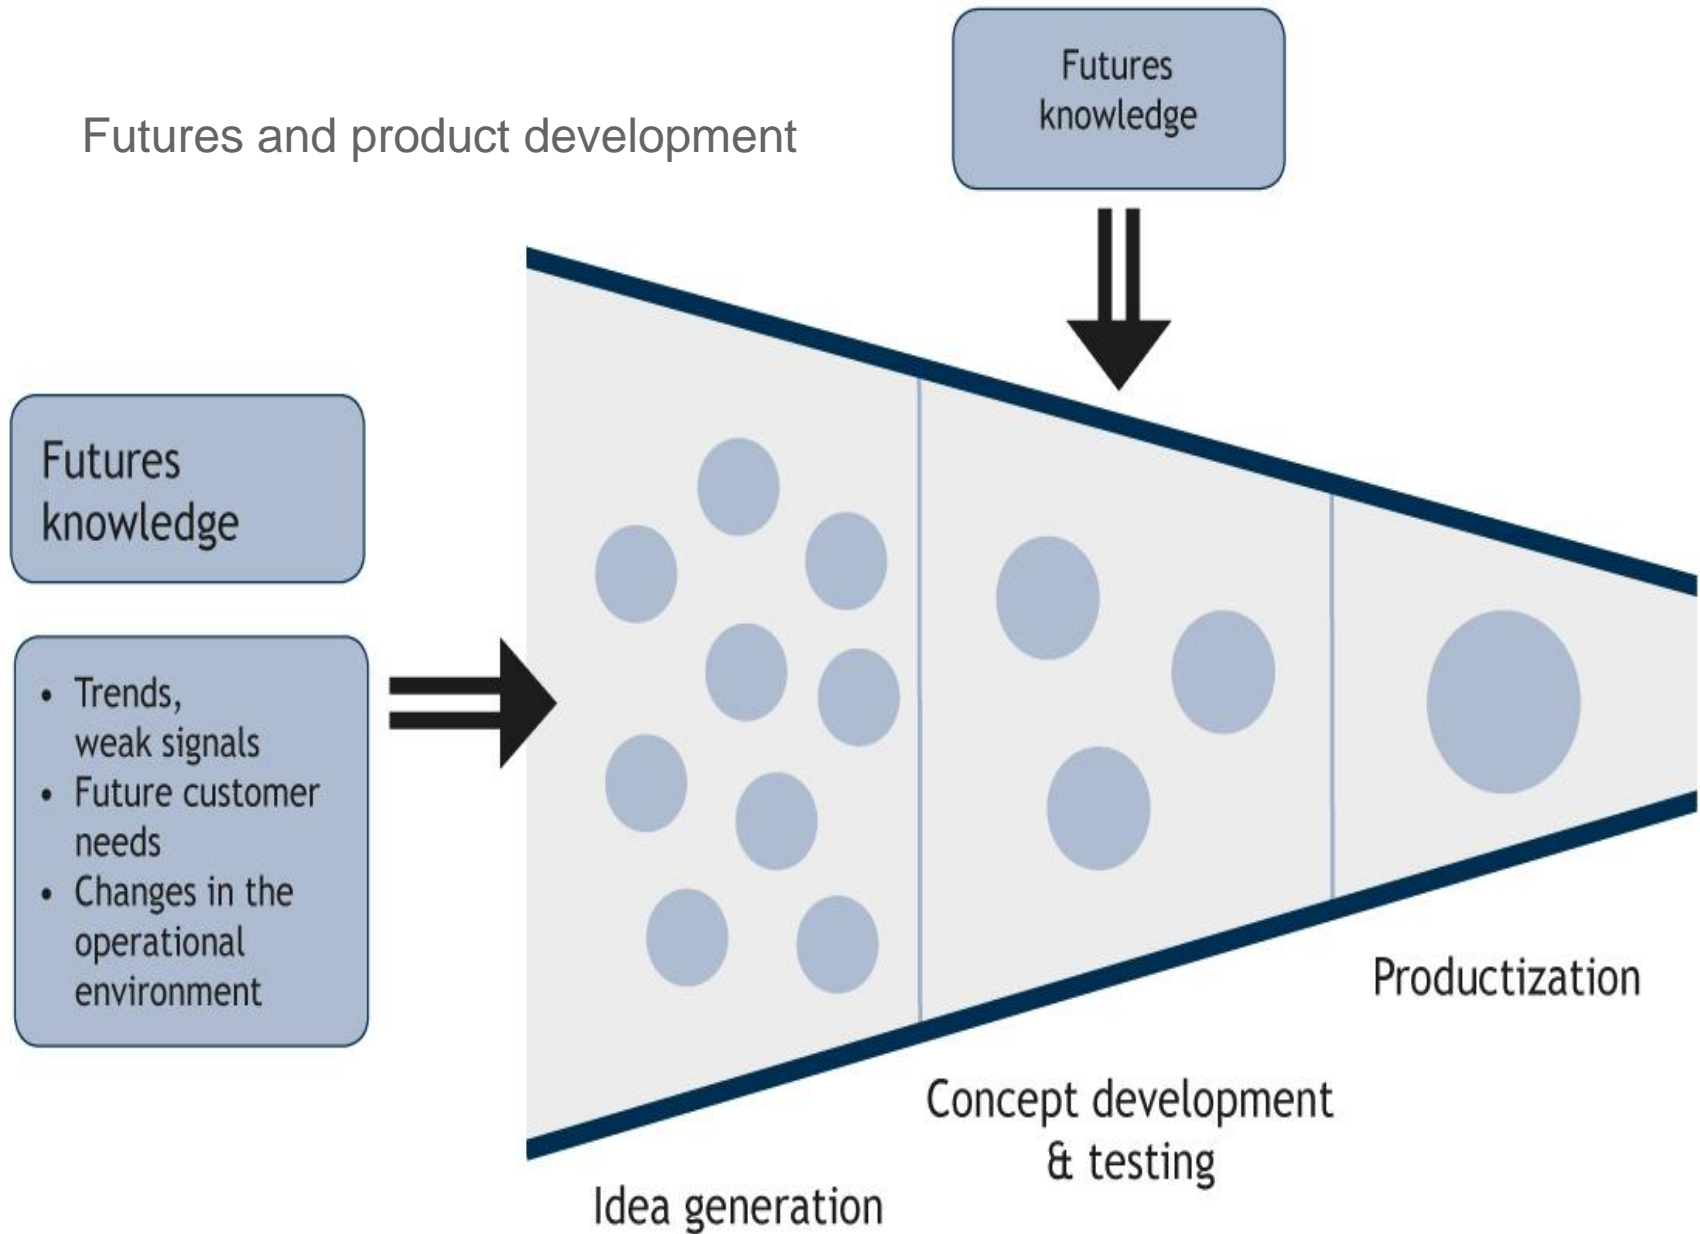 Futures and product development
Futures
knowledge
Futures
knowledge
• Trends,
weak signals
• Future customer
needs
• Changes in the
operational
environment
Productization
Concept development
& testing
Idea generation